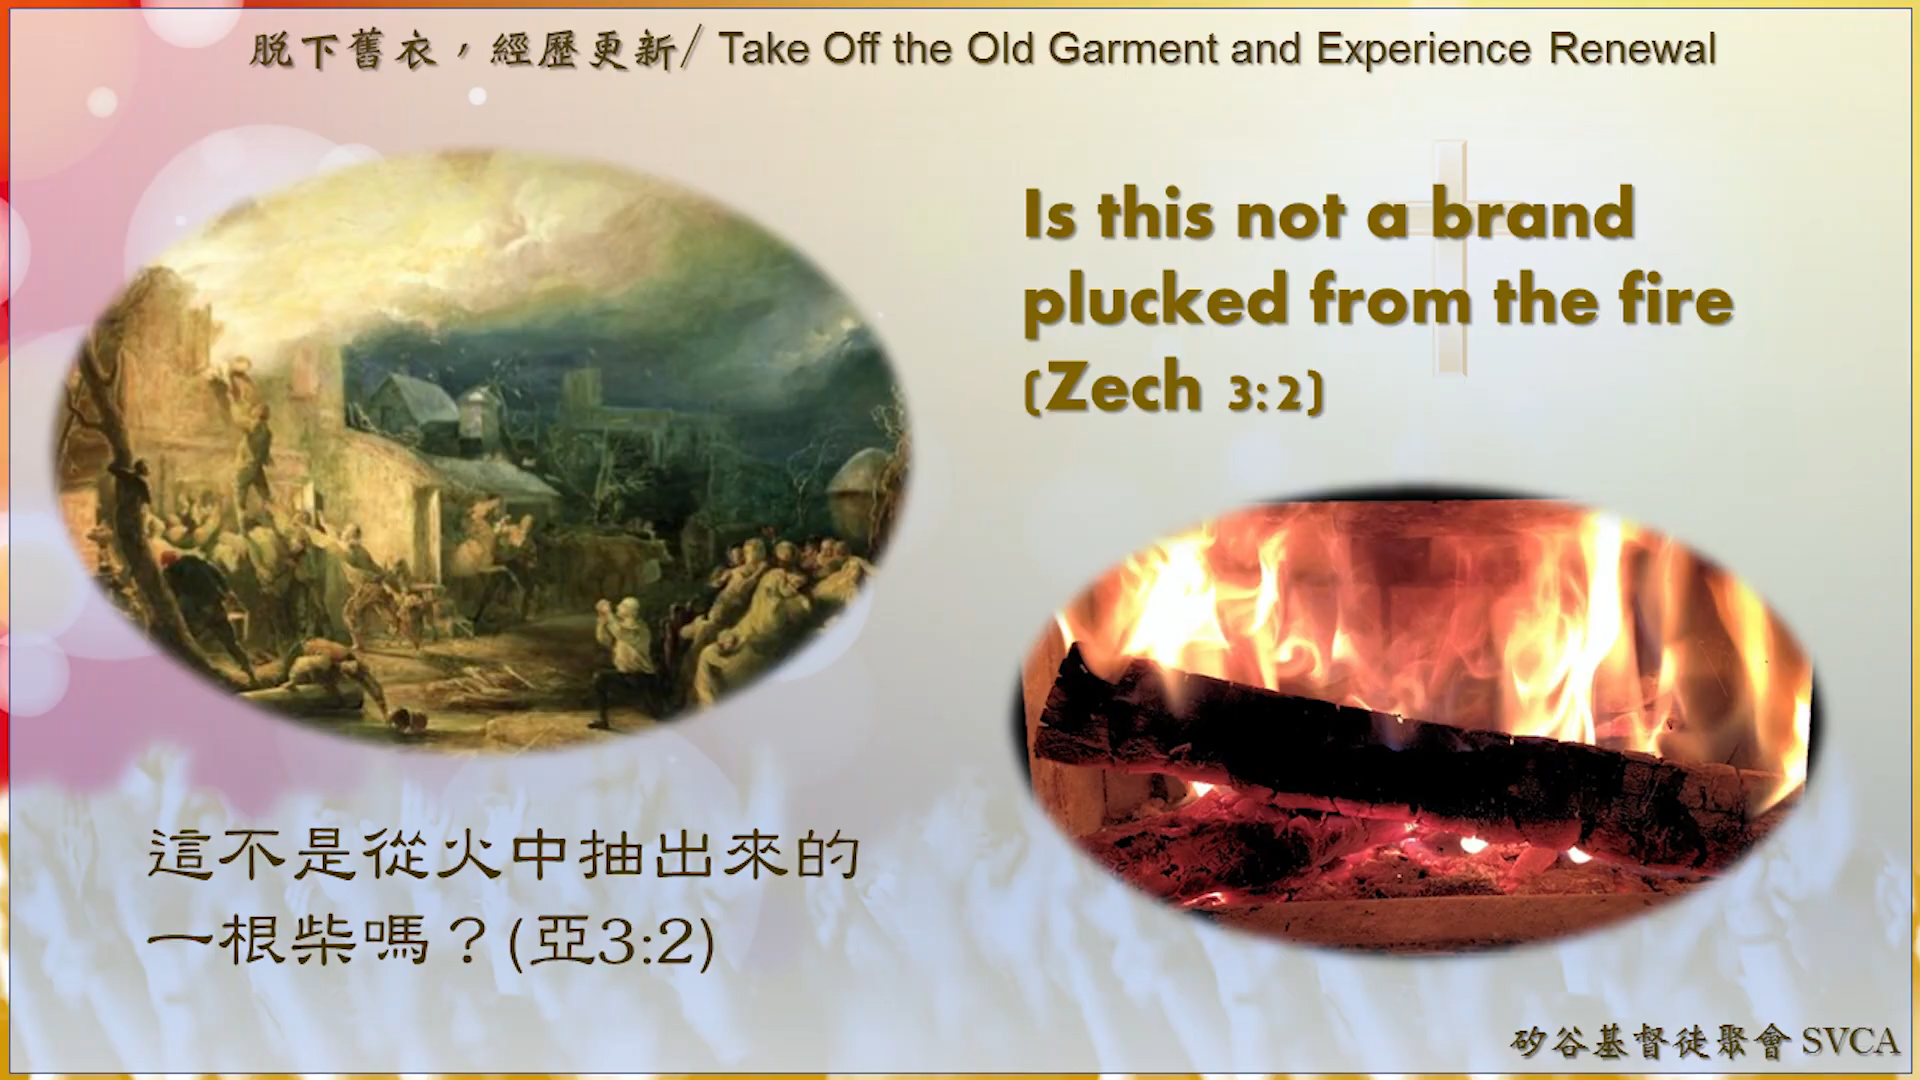 脫下舊衣，經歷更新/ Take Off the Old Garment and Experience Renewal
Is this not a brand
plucked from the fire
(Zech 3:2)
這不是從火中抽出來的
一根柴嗎？(亞3:2)
矽谷基督徒聚會 SVCA